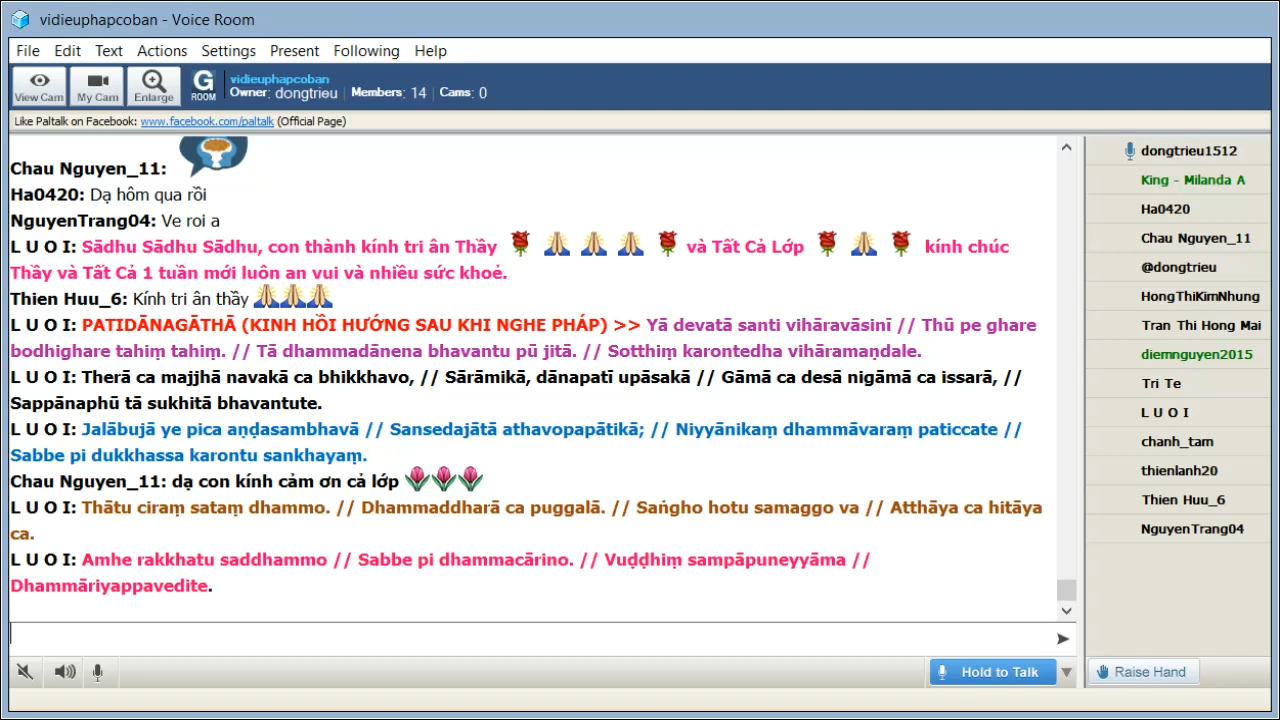 vidieuphapcoban - Voice Room
File Edit Text Actions Settings Present Following Help
View Cam My Cam Enlarge G ROOM vidieuphapcoban
Owner: dongtrieu | Members: 14 | Cams: 0
Like Paltalk on Facebook: www.facebook.com/paltalk (Official Page)
Chau Nguyen_11:
Ha0420: Dạ hôm qua rồi
NguyenTrang04: Ve roi a
L U O I: Sādhu Sādhu Sādhu, con thành kính tri ân Thầy 🌹 🙏 🙏 🙏 🌹 và Tất Cả Lớp 🌹 🙏 🌹 kính chúc
Thầy và Tất Cả 1 tuần mới luôn an vui và nhiều sức khoẻ.
Thien Huu_6: Kính tri ân thầy 🙏🙏🙏
L U O I: PATIDĀNAGĀTHĀ (KINH HỒI HƯỚNG SAU KHI NGHE PHÁP) >> Yā devatā santi vihāravāsinī // Thū pe ghare
bodhighare tahiṃ tahiṃ. // Tā dhammadānena bhavantu pū jitā. // Sotthiṃ karontedha vihāramaṇdale.
L U O I: Therā ca majjhā navakā ca bhikkhavo, // Sārāmikā, dānapatī upāsakā // Gāmā ca desā nigāmā ca issarā, //
Sappānaphū tā sukhitā bhavantute.
L U O I: Jalābujā ye pica aṇḍasambhavā // Sansedajātā athavopapātikā; // Niyyānikaṃ dhammāvaraṃ paticcate //
Sabbe pi dukkhassa karontu sankhayaṃ.
Chau Nguyen_11: dạ con kính cảm ơn cả lớp 🌷🌷🌷
L U O I: Thātu ciraṃ sataṃ dhammo. // Dhammaddharā ca puggalā. // Saṅgho hotu samaggo va // Atthāya ca hitāya
ca.
L U O I: Amhe rakkhatu saddhammo // Sabbe pi dhammacārino. // Vuḍḍhiṃ sampāpuneyyāma //
Dhammāriyappavedite.
Hold to Talk
dongtrieu1512
King - Milanda A
Ha0420
Chau Nguyen_11
@dongtrieu
HongThiKimNhung
Tran Thi Hong Mai
diemnguyen2015
Tri Te
L U O I
chanh_tam
thienlanh20
Thien Huu_6
NguyenTrang04
Raise Hand